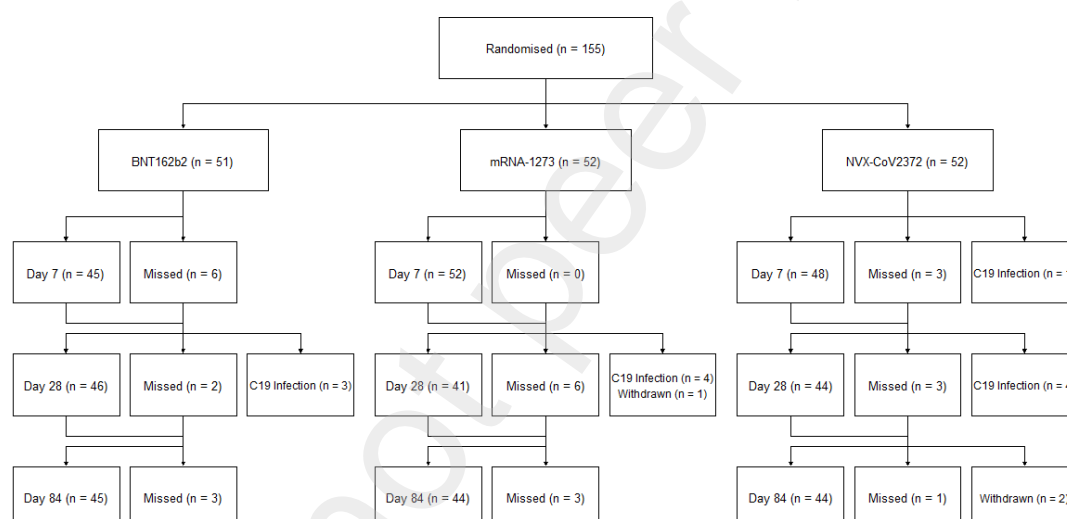 Randomised (n = 155)
BNT162b2 (n = 51)
mRNA-1273 (n = 52)
NVX-CoV2372 (n = 52)
Day 7 (n = 45)
Missed (n = 6)
Day 7 (n = 52)
Missed (n = 0)
Day 7 (n = 48)
Missed (n = 3)
C19 Infection (n =
Day 28 (n = 46)
Missed (n = 2)
C19 Infection (n = 3)
Day 28 (n = 41)
Missed (n = 6)
C19 Infection (n = 4)
Withdrawn (n = 1)
Day 28 (n = 44)
Missed (n = 3)
C19 Infection (n =
Day 84 (n = 45)
Missed (n = 3)
Day 84 (n = 44)
Missed (n = 3)
Day 84 (n = 44)
Missed (n = 1)
Withdrawn (n = 2)
not peer